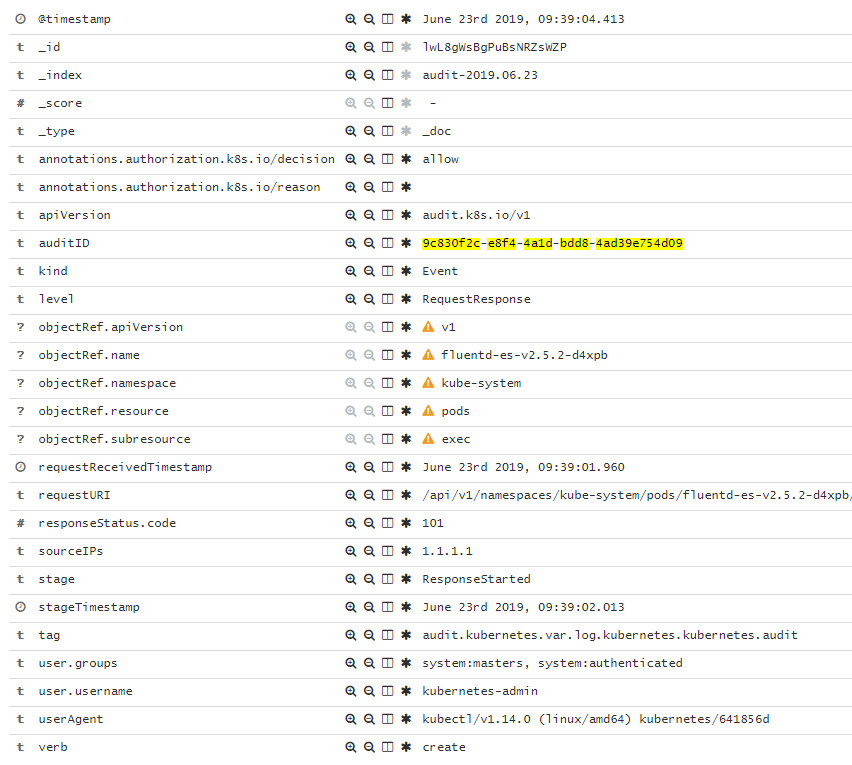 @timestamp June 23rd 2019, 09:39:04.413
t _id lwL8gWsBgPuBsNRZsWZP
t _index audit-2019.06.23
# _score -
t _type _doc
t annotations.authorization.k8s.io/decision allow
t annotations.authorization.k8s.io/reason
t apiVersion audit.k8s.io/v1
t auditID 9c830f2c-e8f4-4a1d-bdd8-4ad39e754d09
t kind Event
t level RequestResponse
? objectRef.apiVersion v1
? objectRef.name fluentd-es-v2.5.2-d4xpb
? objectRef.namespace kube-system
? objectRef.resource pods
? objectRef.subresource exec
requestReceivedTimestamp June 23rd 2019, 09:39:01.960
t requestURI /api/v1/namespaces/kube-system/pods/fluentd-es-v2.5.2-d4xpb/
# responseStatus.code 101
t sourceIPs 1.1.1.1
t stage ResponseStarted
stageTimestamp June 23rd 2019, 09:39:02.013
t tag audit.kubernetes.var.log.kubernetes.kubernetes.audit
t user.groups system:masters, system:authenticated
t user.username kubernetes-admin
t userAgent kubectl/v1.14.0 (linux/amd64) kubernetes/641856d
t verb create